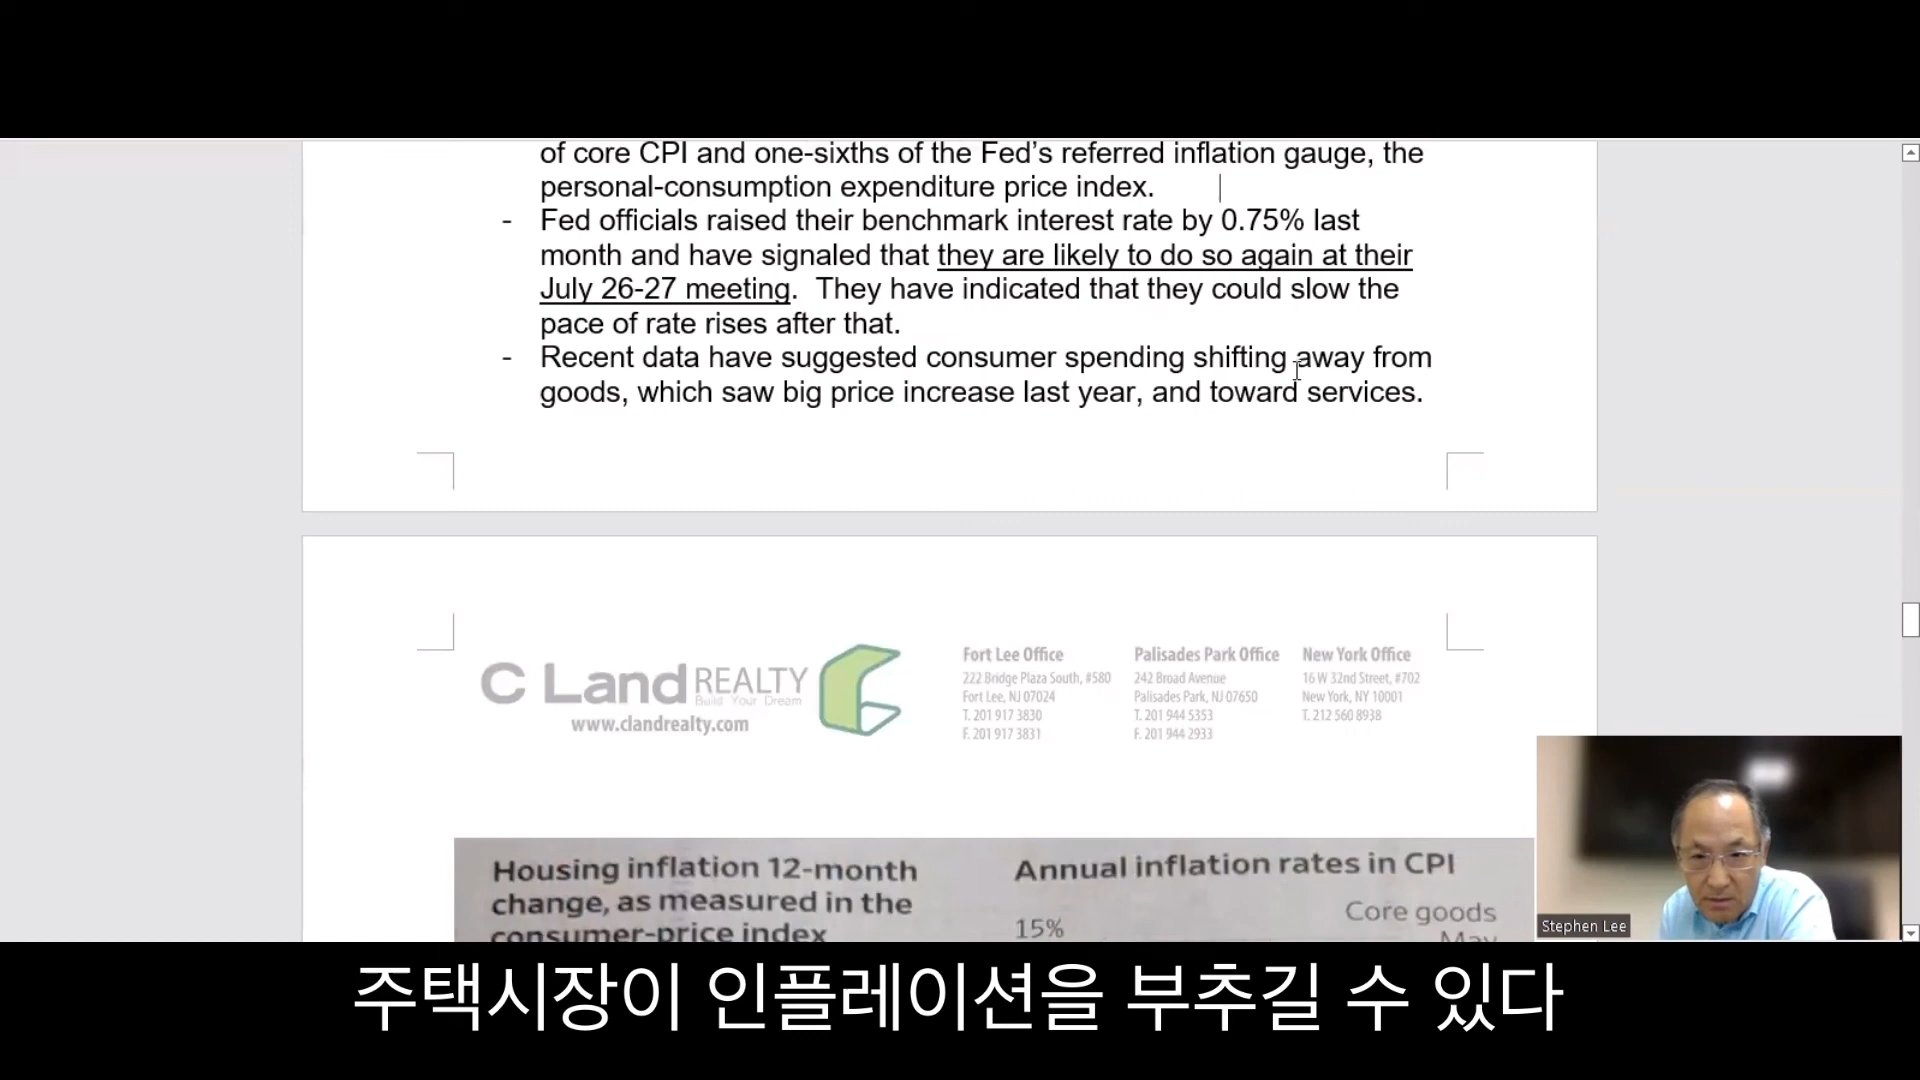 of core CPI and one-sixths of the Fed's referred inflation gauge, the
personal-consumption expenditure price index.
- Fed officials raised their benchmark interest rate by 0.75% last
month and have signaled that they are likely to do so again at their
July 26-27 meeting. They have indicated that they could slow the
pace of rate rises after that.
- Recent data have suggested consumer spending shifting away from
goods, which saw big price increase last year, and toward services.
C Land REALTY
Build Your Dream
www.clandrealty.com
Fort Lee Office
222 Bridge Plaza South, #580
Fort Lee, NJ 07024
T. 201 917 3830
F. 201 917 3831
Palisades Park Office
242 Broad Avenue
Palisades Park, NJ 07650
T. 201 944 5353
F. 201 944 2933
New York Office
16 W 32nd Street, #702
New York, NY 10001
T. 212 560 8938
Housing inflation 12-month
change, as measured in the
consumer-price index
Annual inflation rates in CPI
15%
Core goods
May
Stephen Lee
주택시장이 인플레이션을 부추길 수 있다